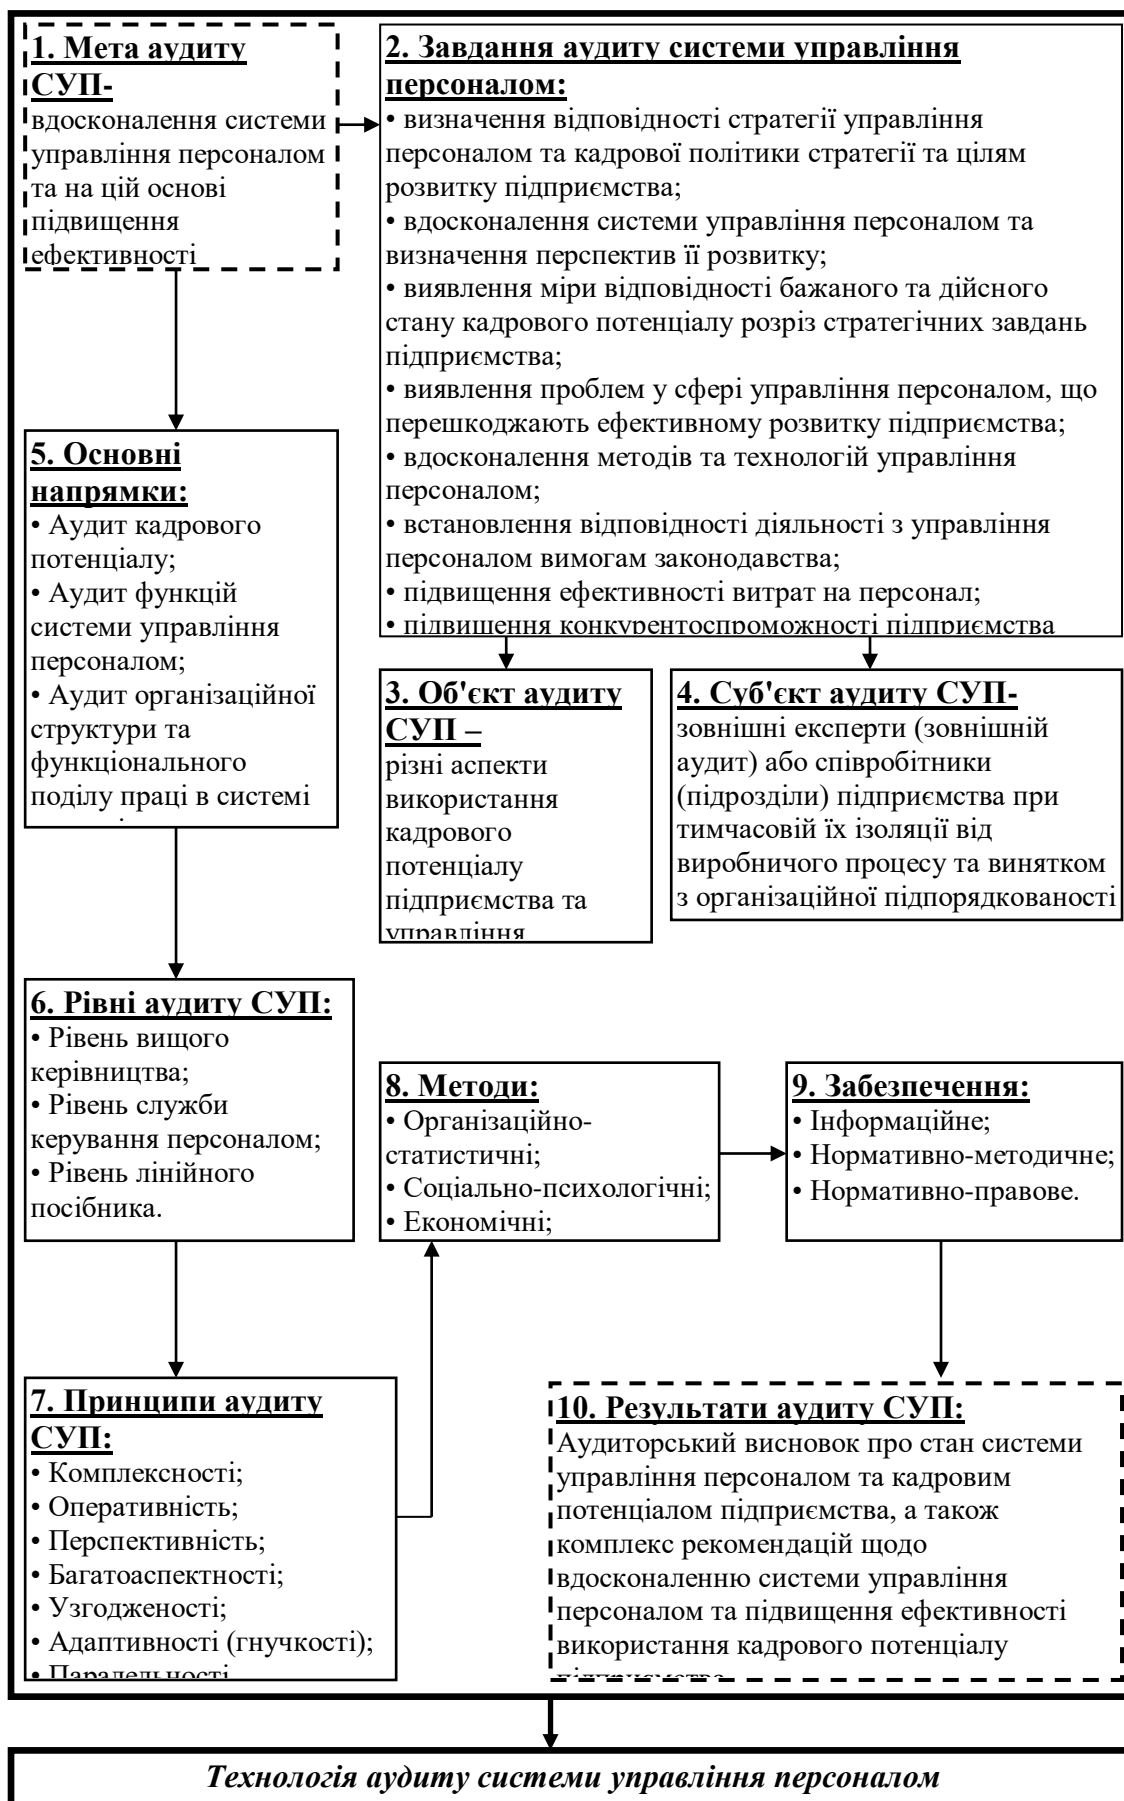 1. Мета аудиту
СУП-
вдосконалення системи
управління персоналом
та на цій основі
підвищення
ефективності
2. Завдання аудиту системи управління
персоналом:
• визначення відповідності стратегії управління
персоналом та кадрової політики стратегії та цілям
розвитку підприємства;
• вдосконалення системи управління персоналом та
визначення перспектив її розвитку;
• виявлення міри відповідності бажаного та дійсного
стану кадрового потенціалу розріз стратегічних завдань
підприємства;
• виявлення проблем у сфері управління персоналом, що
перешкоджають ефективному розвитку підприємства;
• вдосконалення методів та технологій управління
персоналом;
• встановлення відповідності діяльності з управління
персоналом вимогам законодавства;
• підвищення ефективності витрат на персонал;
• підвищення конкурентоспроможності підприємства
3. Об'єкт аудиту
СУП –
різні аспекти
використання
кадрового
потенціалу
підприємства та
управління
4. Суб'єкт аудиту СУП-
зовнішні експерти (зовнішній
аудит) або співробітники
(підрозділи) підприємства при
тимчасовій їх ізоляції від
виробничого процесу та винятком
з організаційної підпорядкованості
5. Основні
напрямки:
• Аудит кадрового
потенціалу;
• Аудит функцій
системи управління
персоналом;
• Аудит організаційної
структури та
функціонального
поділу праці в системі
6. Рівні аудиту СУП:
• Рівень вищого
керівництва;
• Рівень служби
керування персоналом;
• Рівень лінійного
посібника.
7. Принципи аудиту
СУП:
• Комплексності;
• Оперативність;
• Перспективність;
• Багатоаспектності;
• Узгодженості;
• Адаптивності (гнучкості);
• Паралельності
8. Методи:
• Організаційно-
статистичні;
• Соціально-психологічні;
• Економічні;
9. Забезпечення:
• Інформаційне;
• Нормативно-методичне;
• Нормативно-правове.
10. Результати аудиту СУП:
Аудиторський висновок про стан системи
управління персоналом та кадровим
потенціалом підприємства, а також
комплекс рекомендацій щодо
вдосконаленню системи управління
персоналом та підвищення ефективності
використання кадрового потенціалу
підприємства
Технологія аудиту системи управління персоналом